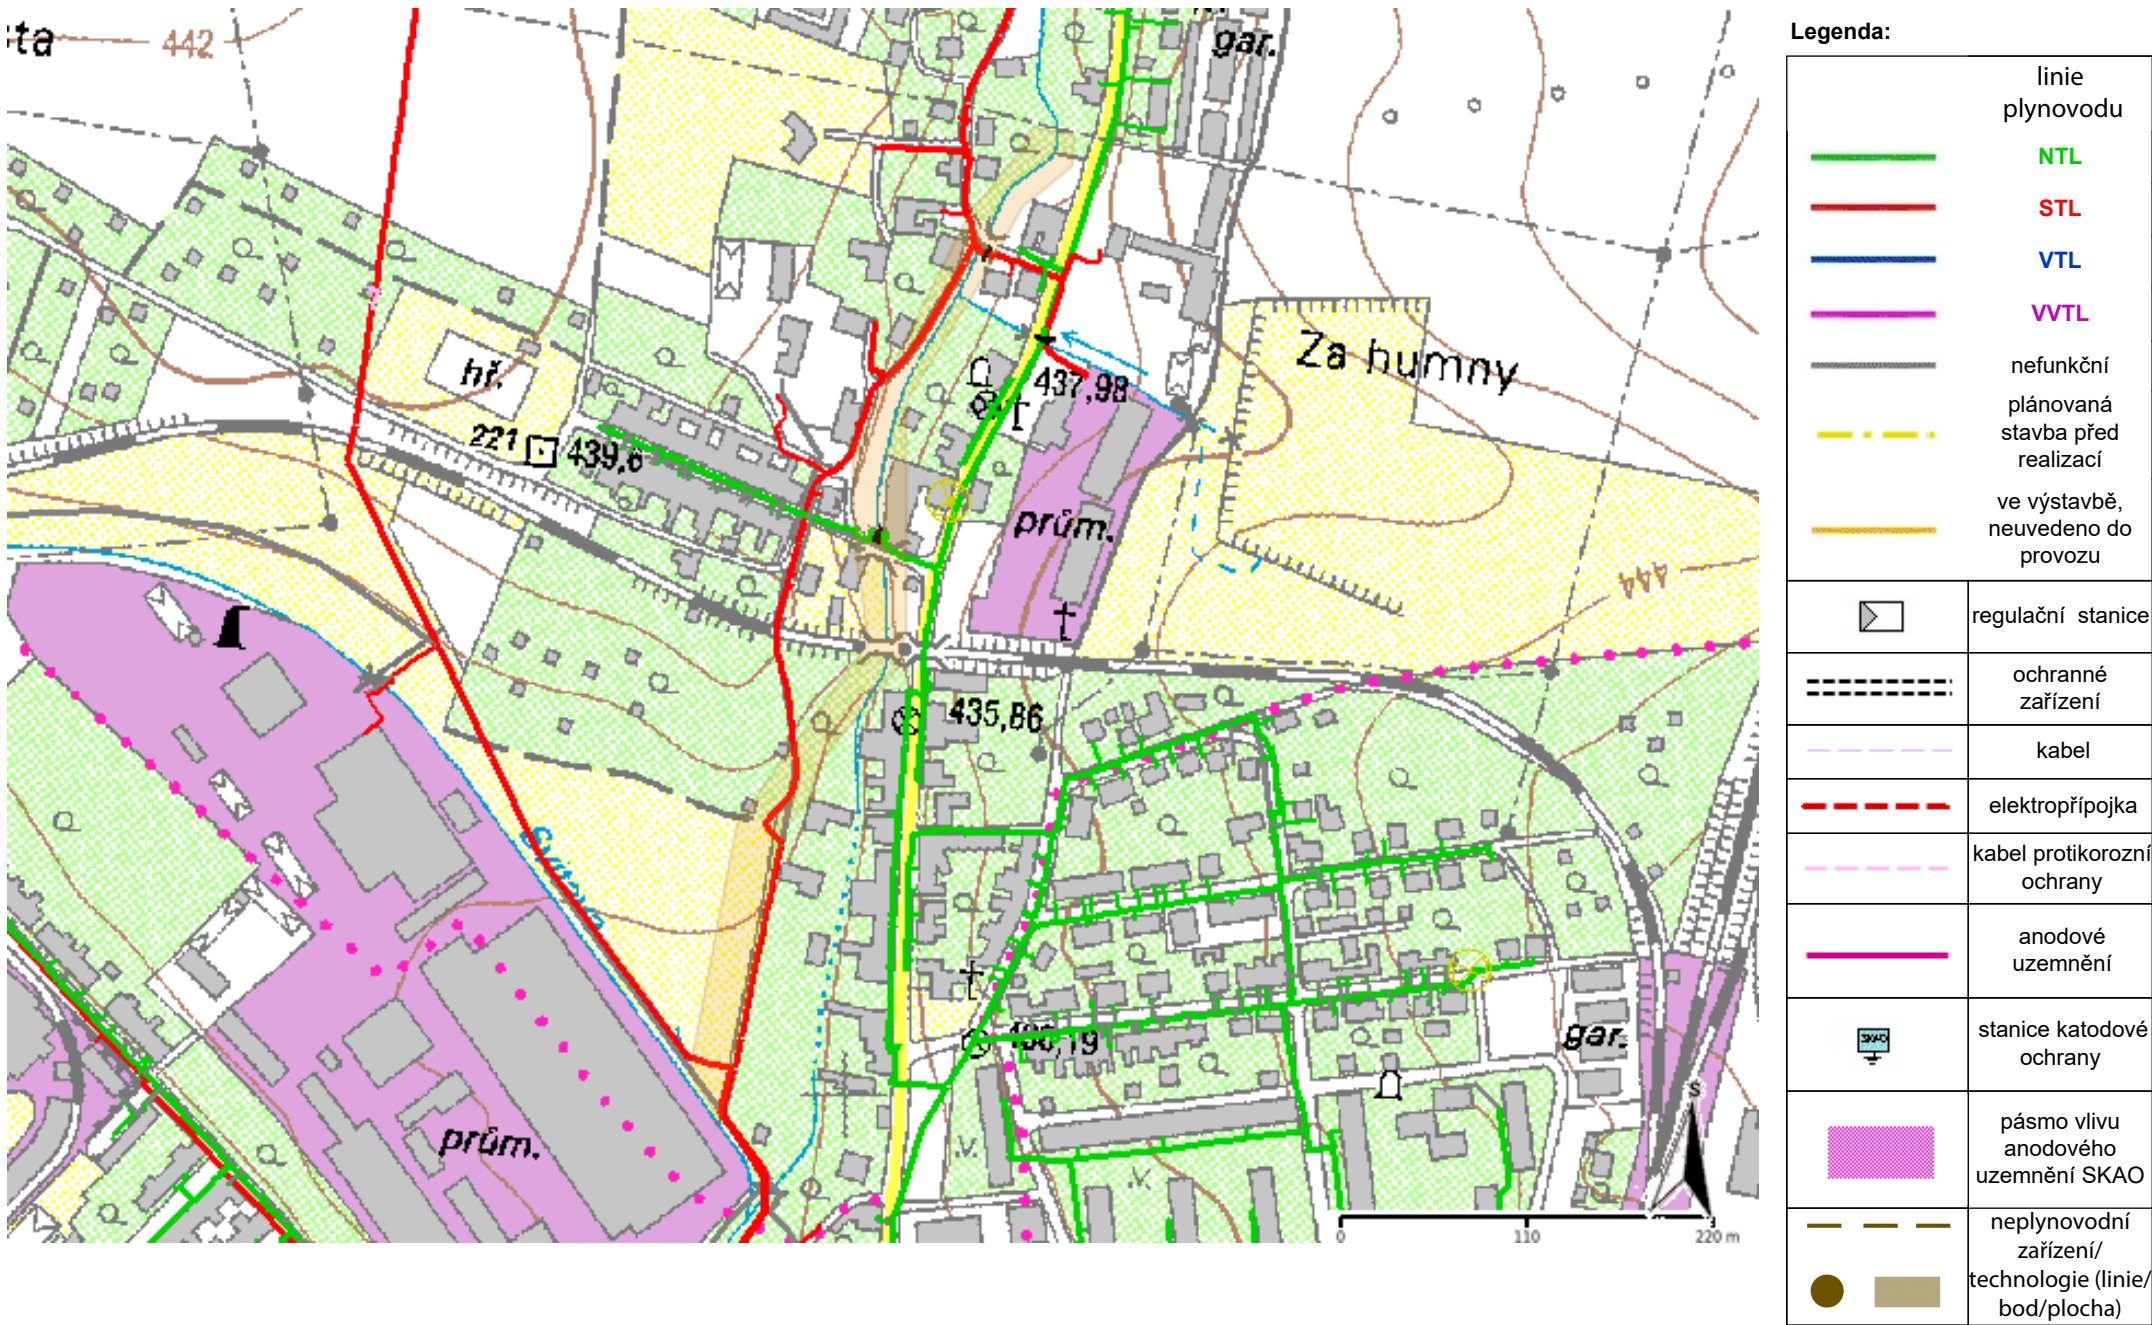 ta
442
gar.
hř.
221
439,6
437,98
Za humny
prům.
444
435,86
Svitava
436,19
gar.
prům.
S
0
110
220 m
Legenda:
linie
plynovodu
NTL
STL
VTL
VVTL
nefunkční
plánovaná
stavba před
realizací
ve výstavbě,
neuvedeno do
provozu
regulační stanice
ochranné
zařízení
kabel
elektropřípojka
kabel protikorozní
ochrany
anodové
uzemnění
SKAO
stanice katodové
ochrany
pásmo vlivu
anodového
uzemnění SKAO
neplynovodní
zařízení/
technologie (linie/
bod/plocha)